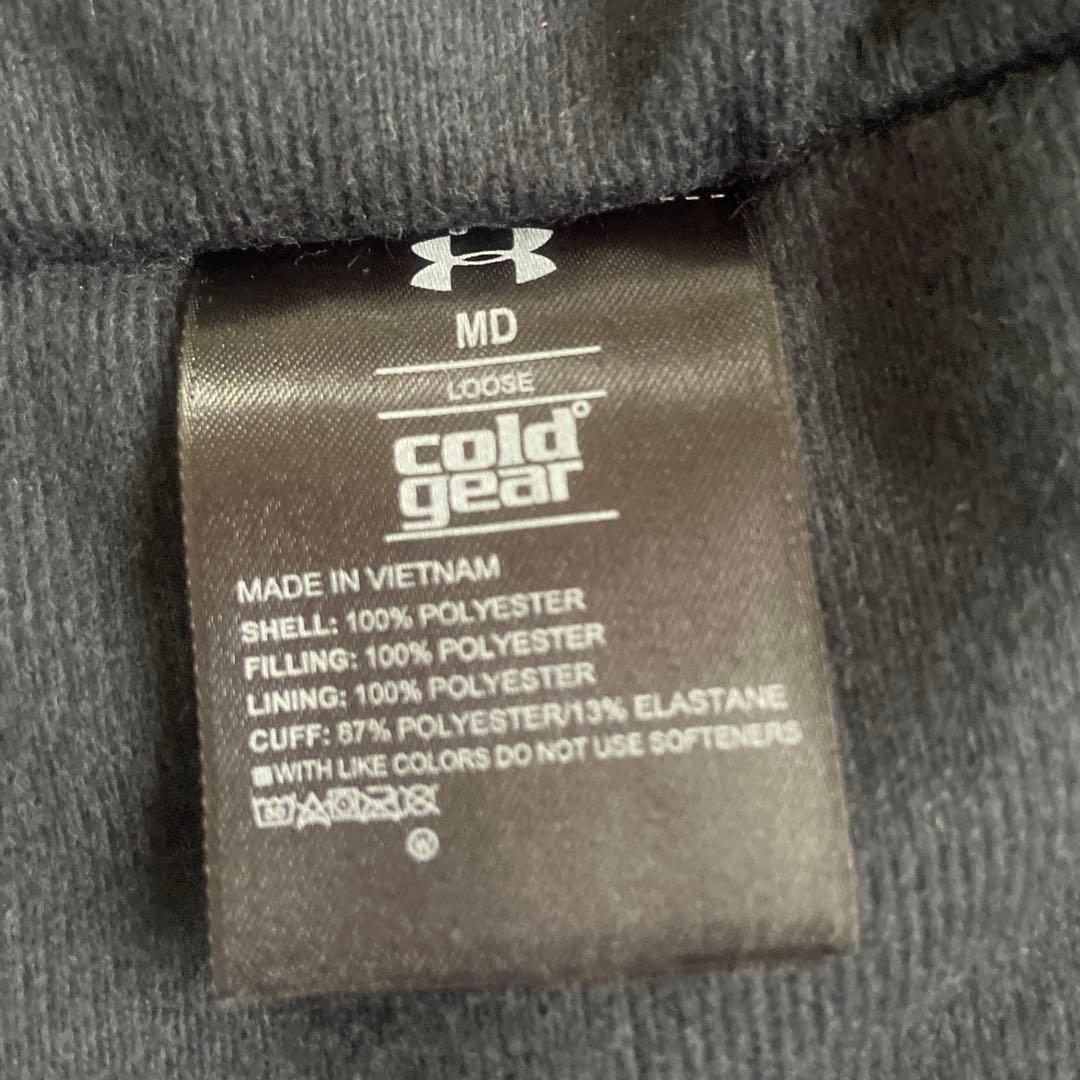 MD
LOOSE
cold°
gear
MADE IN VIETNAM
SHELL: 100% POLYESTER
FILLING: 100% POLYESTER
LINING: 100% POLYESTER
CUFF: 87% POLYESTER/13% ELASTANE
WITH LIKE COLORS DO NOT USE SOFTENERS